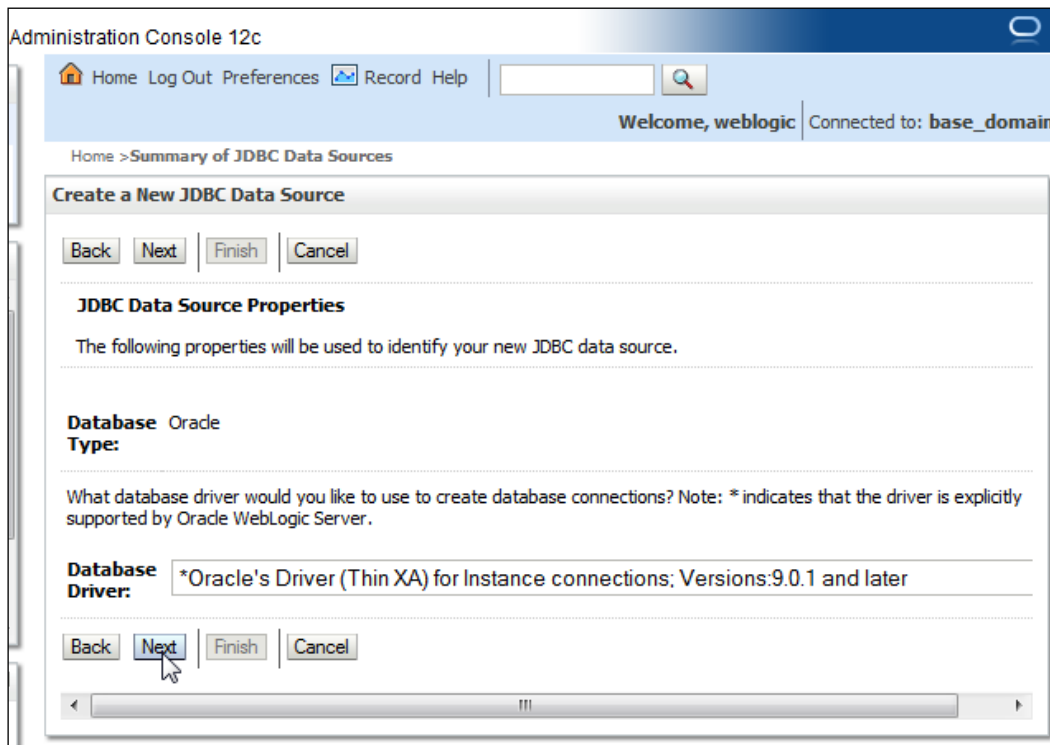 Administration Console 12c
Home Log Out Preferences Record Help
Welcome, weblogic Connected to: base_domain
Home >Summary of JDBC Data Sources
Create a New JDBC Data Source
Back Next Finish Cancel
JDBC Data Source Properties
The following properties will be used to identify your new JDBC data source.
Database Oracle
Type:
What database driver would you like to use to create database connections? Note: * indicates that the driver is explicitly
supported by Oracle WebLogic Server.
Database
Driver:
*Oracle's Driver (Thin XA) for Instance connections; Versions:9.0.1 and later
Back Next Finish Cancel